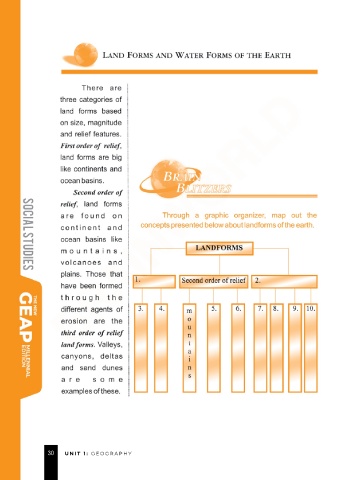 LAND FORMS AND WATER FORMS OF THE EARTH
There are
three categories of
land forms based
on size, magnitude
and relief features.
First order of relief,
land forms are big
like continents and
ocean basins.
Second order of
relief, land forms
are found on
continent and
ocean basins like
mountains,
volcanoes and
plains. Those that
have been formed
through the
different agents of
erosion are the
third order of relief
land forms. Valleys,
canyons, deltas
and sand dunes
are some
examples of these.
BRAIN
BLITZERS
Through a graphic organizer, map out the
concepts presented below about landforms of the earth.
LANDFORMS
1. Second order of relief 2.
3. 4. mountains 5. 6. 7. 8. 9. 10.
SOCIAL STUDIES
THE NEW
GEAP
MILLENNIAL
EDITION
30 UNIT I: GEOGRAPHY